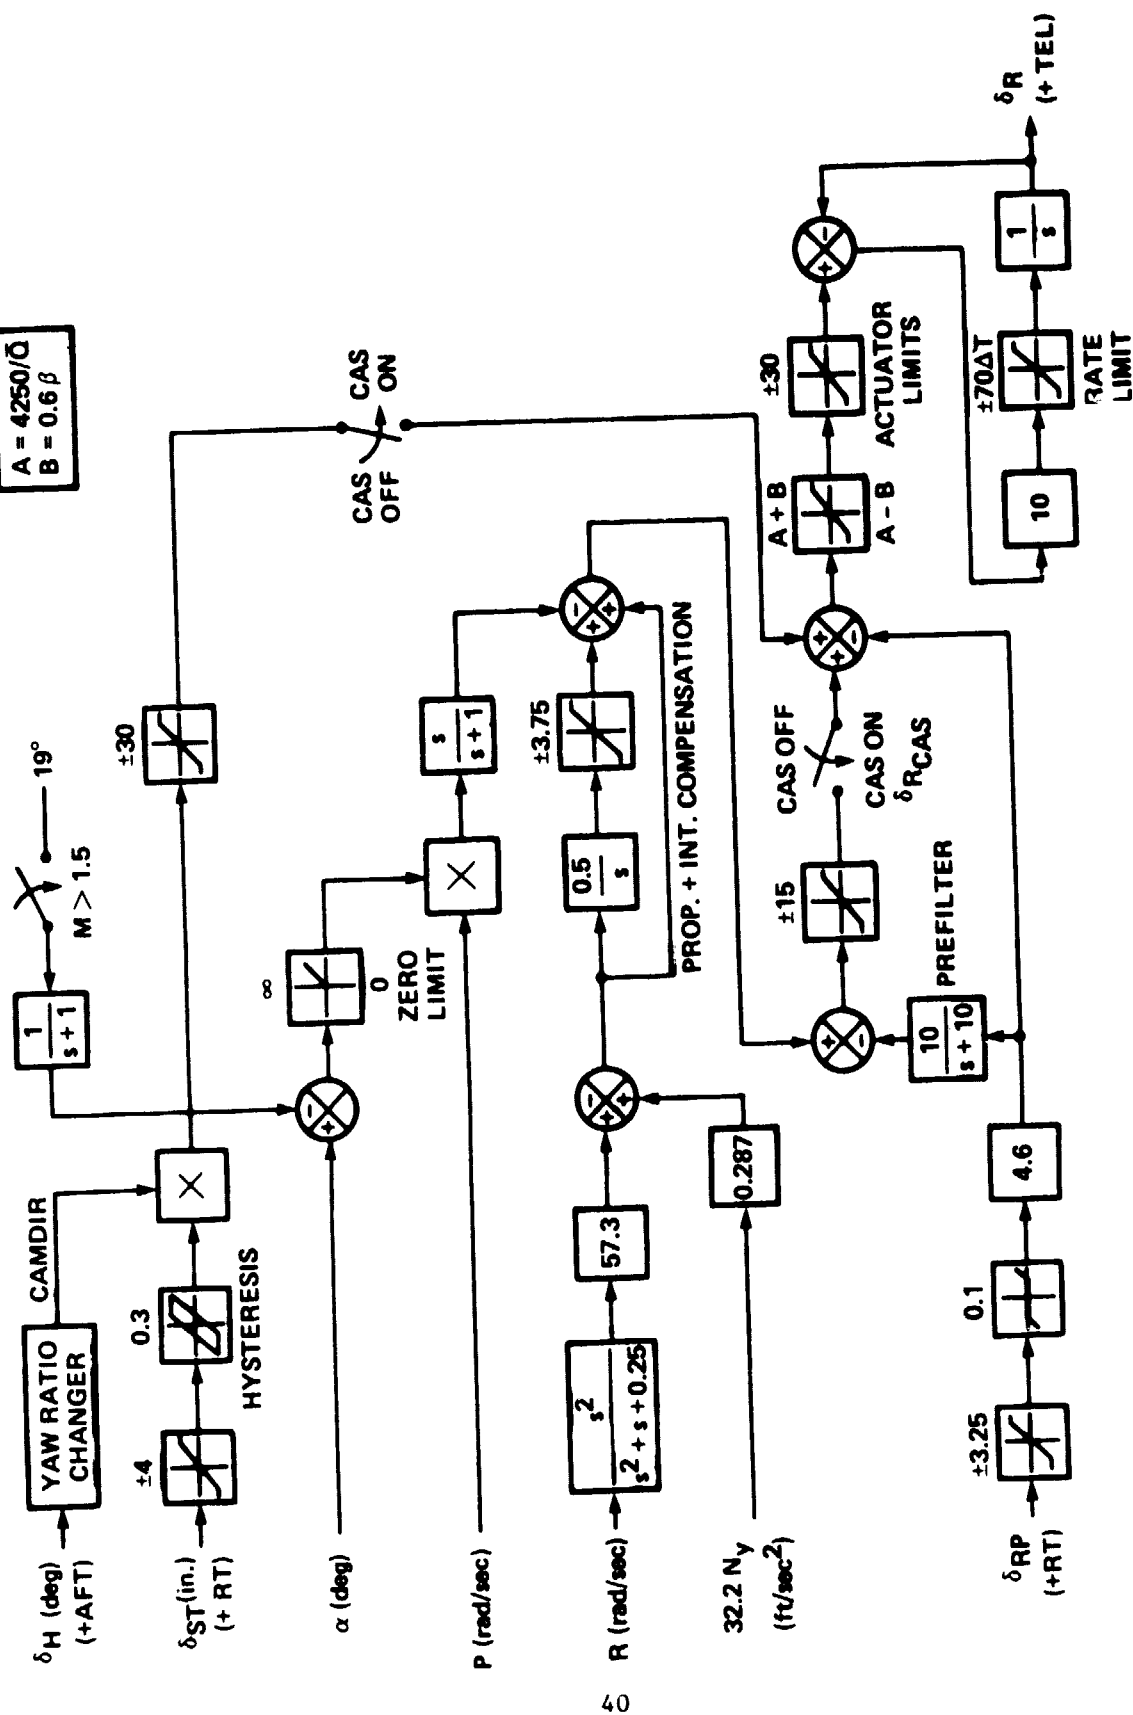 A = 4250/Q̄
B = 0.6 β
δH (deg)
(+AFT)
YAW RATIO
CHANGER
CAMDIR
1
s + 1
M > 1.5
19°
δST (in.)
(+ RT)
±4
0.3
HYSTERESIS
×
±30
CAS
OFF
CAS
ON
α (deg)
+
−
∞
0
ZERO
LIMIT
P (rad/sec)
×
s
s + 1
R (rad/sec)
s²
s² + s + 0.25
57.3
−
+
+
0.5
s
±3.75
−
+
+
PROP. + INT. COMPENSATION
32.2 Ny
(ft/sec²)
0.287
+
−
±15
CAS OFF
CAS ON
δRCAS
+
+
−
A + B
A − B
±30
ACTUATOR
LIMITS
+
−
PREFILTER
10
s + 10
δRP
(+RT)
±3.25
0.1
4.6
10
±70ΔT
RATE
LIMIT
1
s
δR
(+ TEL)
40